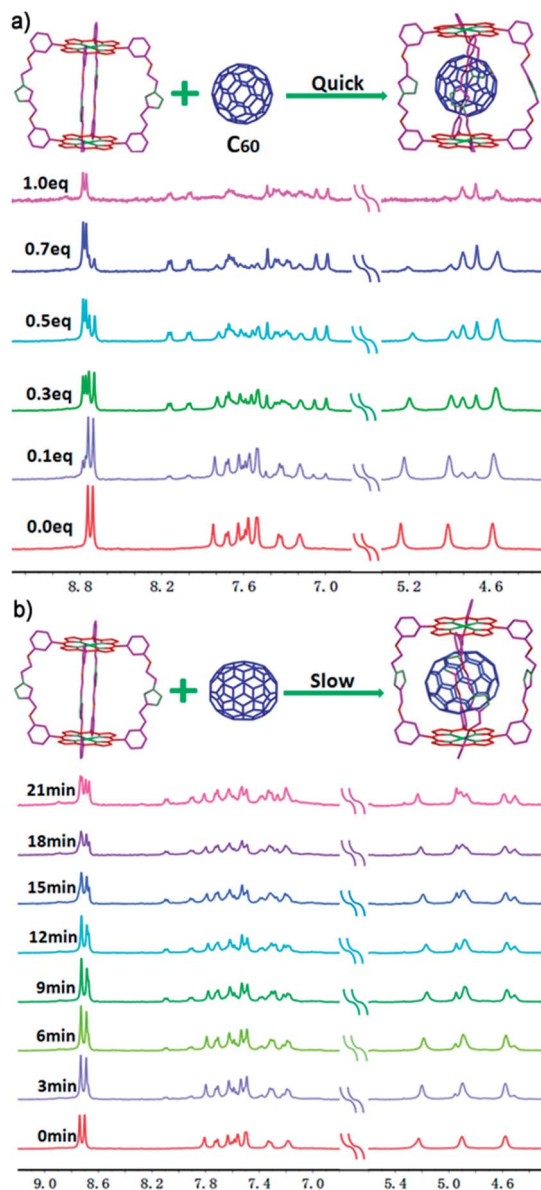 a)
Quick
C60
1.0eq
0.7eq
0.5eq
0.3eq
0.1eq
0.0eq
8.8 8.2 7.6 7.0 5.2 4.6
b)
Slow
21min
18min
15min
12min
9min
6min
3min
0min
9.0 8.6 8.2 7.8 7.4 7.0 5.4 5.0 4.6